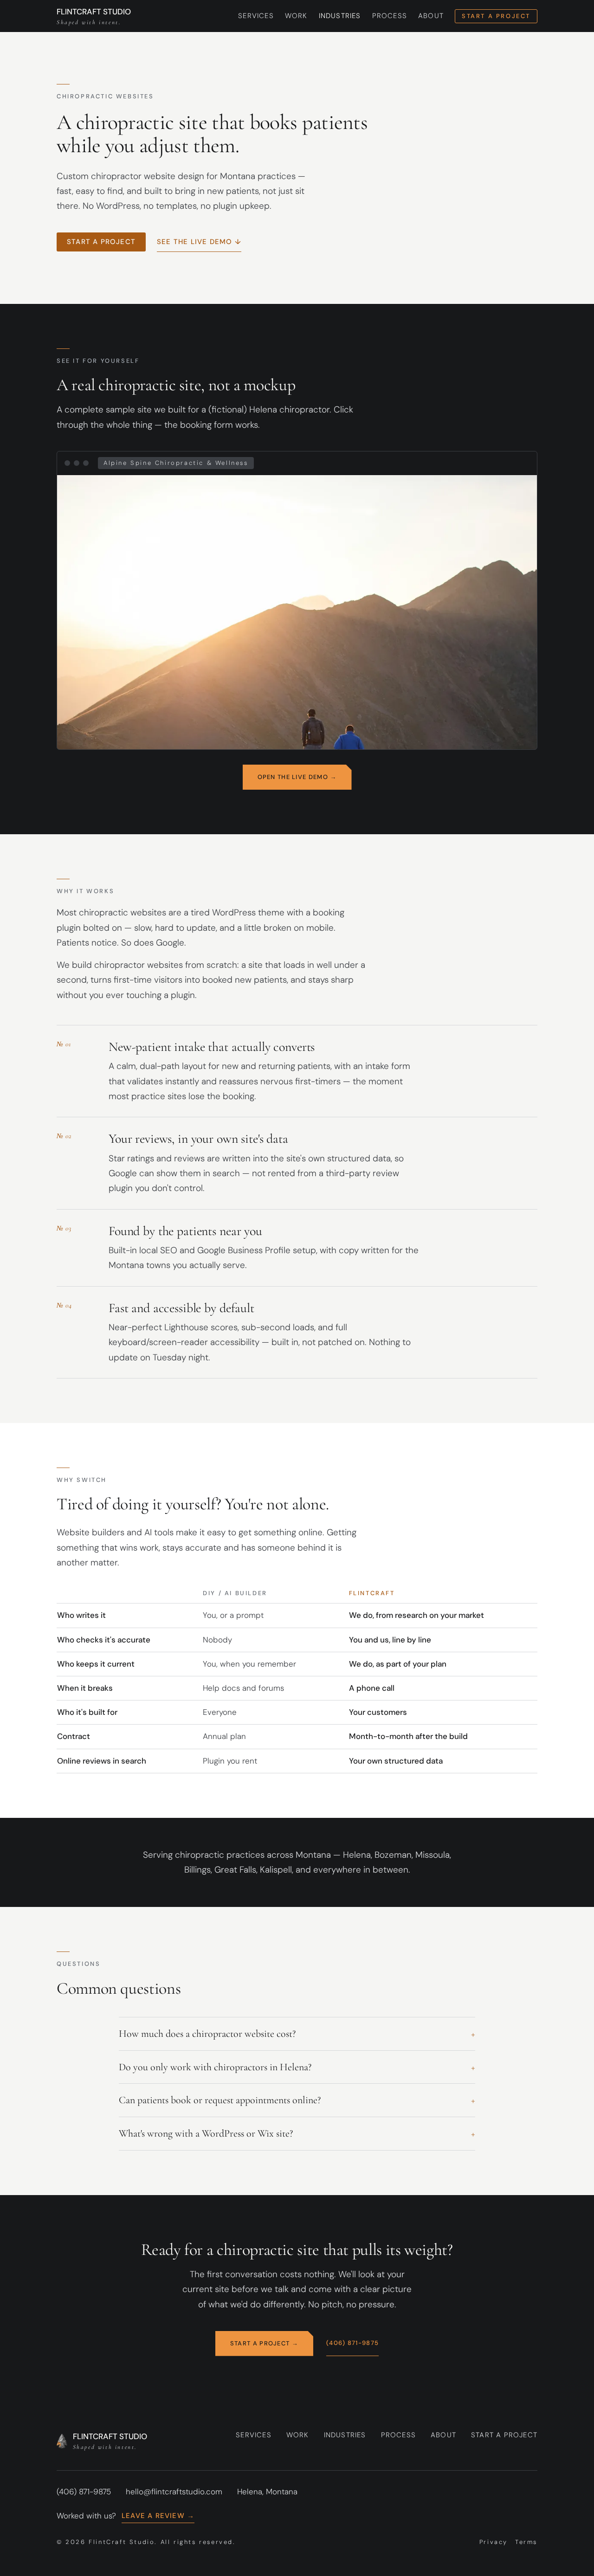 FLINTCRAFT STUDIO
Shaped with intent.
SERVICES WORK INDUSTRIES PROCESS ABOUT START A PROJECT
CHIROPRACTIC WEBSITES
A chiropractic site that books patients
while you adjust them.
Custom chiropractor website design for Montana practices —
fast, easy to find, and built to bring in new patients, not just sit
there. No WordPress, no templates, no plugin upkeep.
START A PROJECT SEE THE LIVE DEMO ↓
SEE IT FOR YOURSELF
A real chiropractic site, not a mockup
A complete sample site we built for a (fictional) Helena chiropractor. Click
through the whole thing — the booking form works.
Alpine Spine Chiropractic & Wellness
OPEN THE LIVE DEMO →
WHY IT WORKS
Most chiropractic websites are a tired WordPress theme with a booking
plugin bolted on — slow, hard to update, and a little broken on mobile.
Patients notice. So does Google.
We build chiropractor websites from scratch: a site that loads in well under a
second, turns first-time visitors into booked new patients, and stays sharp
without you ever touching a plugin.
№ 01
New-patient intake that actually converts
A calm, dual-path layout for new and returning patients, with an intake form
that validates instantly and reassures nervous first-timers — the moment
most practice sites lose the booking.
№ 02
Your reviews, in your own site's data
Star ratings and reviews are written into the site's own structured data, so
Google can show them in search — not rented from a third-party review
plugin you don't control.
№ 03
Found by the patients near you
Built-in local SEO and Google Business Profile setup, with copy written for the
Montana towns you actually serve.
№ 04
Fast and accessible by default
Near-perfect Lighthouse scores, sub-second loads, and full
keyboard/screen-reader accessibility — built in, not patched on. Nothing to
update on Tuesday night.
WHY SWITCH
Tired of doing it yourself? You're not alone.
Website builders and AI tools make it easy to get something online. Getting
something that wins work, stays accurate and has someone behind it is
another matter.
DIY / AI BUILDER FLINTCRAFT
Who writes it You, or a prompt We do, from research on your market
Who checks it's accurate Nobody You and us, line by line
Who keeps it current You, when you remember We do, as part of your plan
When it breaks Help docs and forums A phone call
Who it's built for Everyone Your customers
Contract Annual plan Month-to-month after the build
Online reviews in search Plugin you rent Your own structured data
Serving chiropractic practices across Montana — Helena, Bozeman, Missoula,
Billings, Great Falls, Kalispell, and everywhere in between.
QUESTIONS
Common questions
How much does a chiropractor website cost? +
Do you only work with chiropractors in Helena? +
Can patients book or request appointments online? +
What's wrong with a WordPress or Wix site? +
Ready for a chiropractic site that pulls its weight?
The first conversation costs nothing. We'll look at your
current site before we talk and come with a clear picture
of what we'd do differently. No pitch, no pressure.
START A PROJECT → (406) 871-9875
FLINTCRAFT STUDIO
Shaped with intent.
SERVICES WORK INDUSTRIES PROCESS ABOUT START A PROJECT
(406) 871-9875 hello@flintcraftstudio.com Helena, Montana
Worked with us? LEAVE A REVIEW →
© 2026 FlintCraft Studio. All rights reserved. Privacy Terms